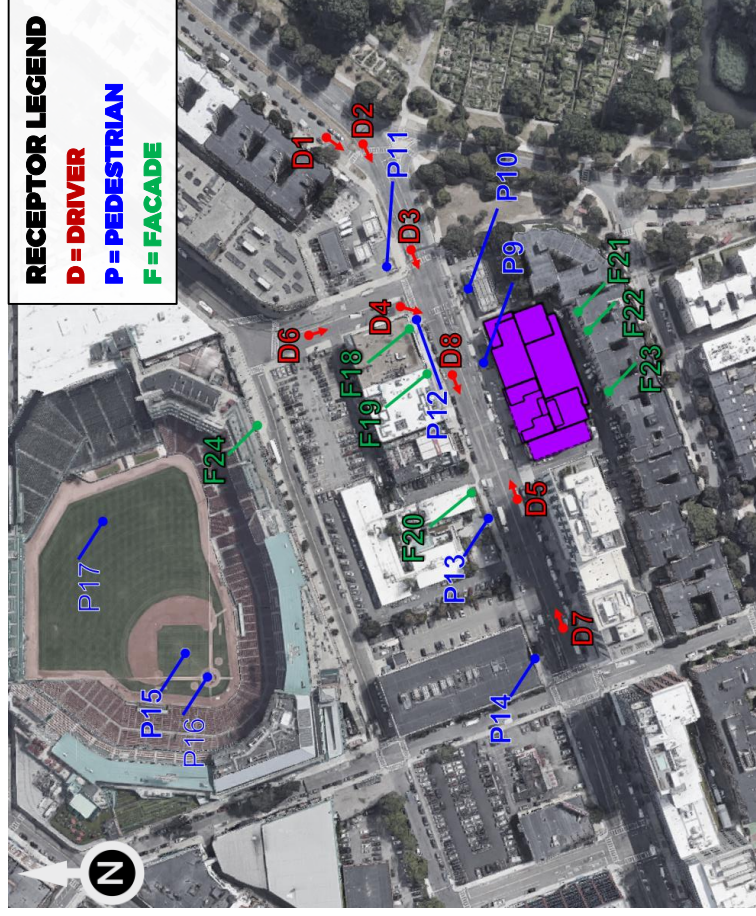 RECEPTOR LEGEND
D = DRIVER
P = PEDESTRIAN
F = FACADE
D1
D2
P11
P10
D3
P9
D4
D6
F21
F22
F18
D8
F23
F19
P12
F24
D5
F20
P13
P17
D7
P15
P16
P14
N